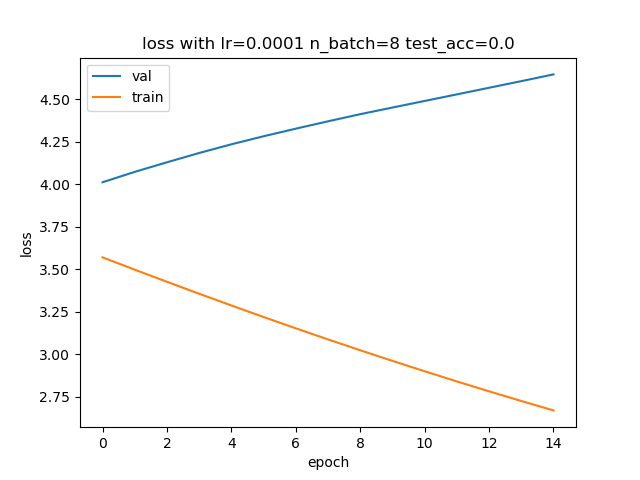 loss with lr=0.0001 n_batch=8 test_acc=0.0
val
train
4.50
4.25
4.00
3.75
3.50
3.25
3.00
2.75
loss
0 2 4 6 8 10 12 14
epoch